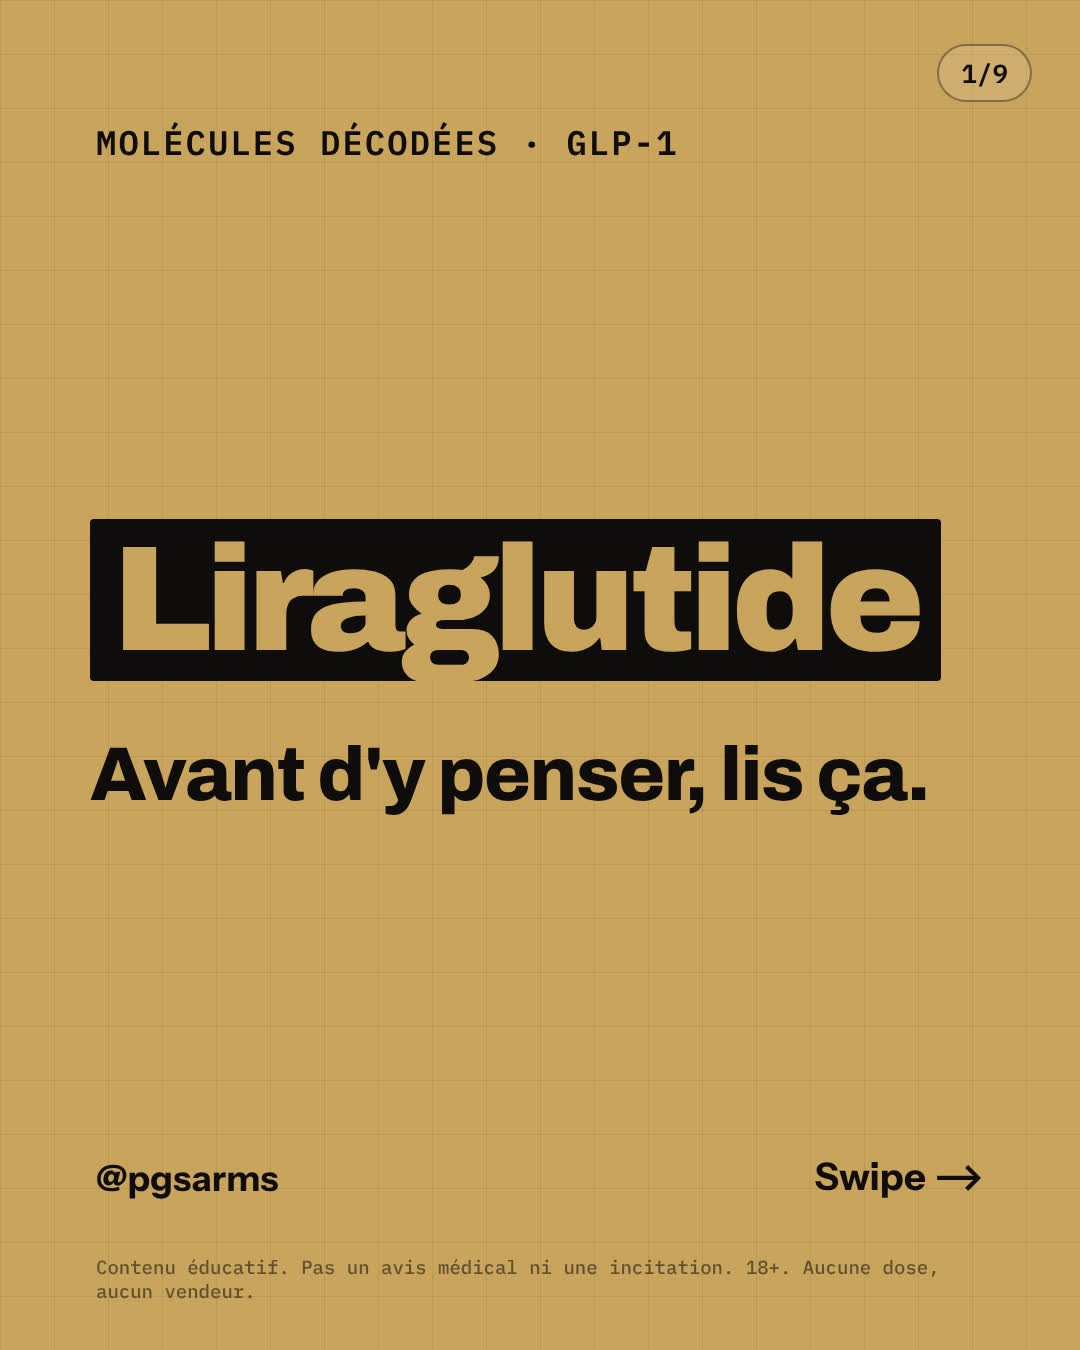 1/9
MOLÉCULES DÉCODÉES · GLP-1
Liraglutide
Avant d'y penser, lis ça.
@pgsarms
Swipe →
Contenu éducatif. Pas un avis médical ni une incitation. 18+. Aucune dose,
aucun vendeur.